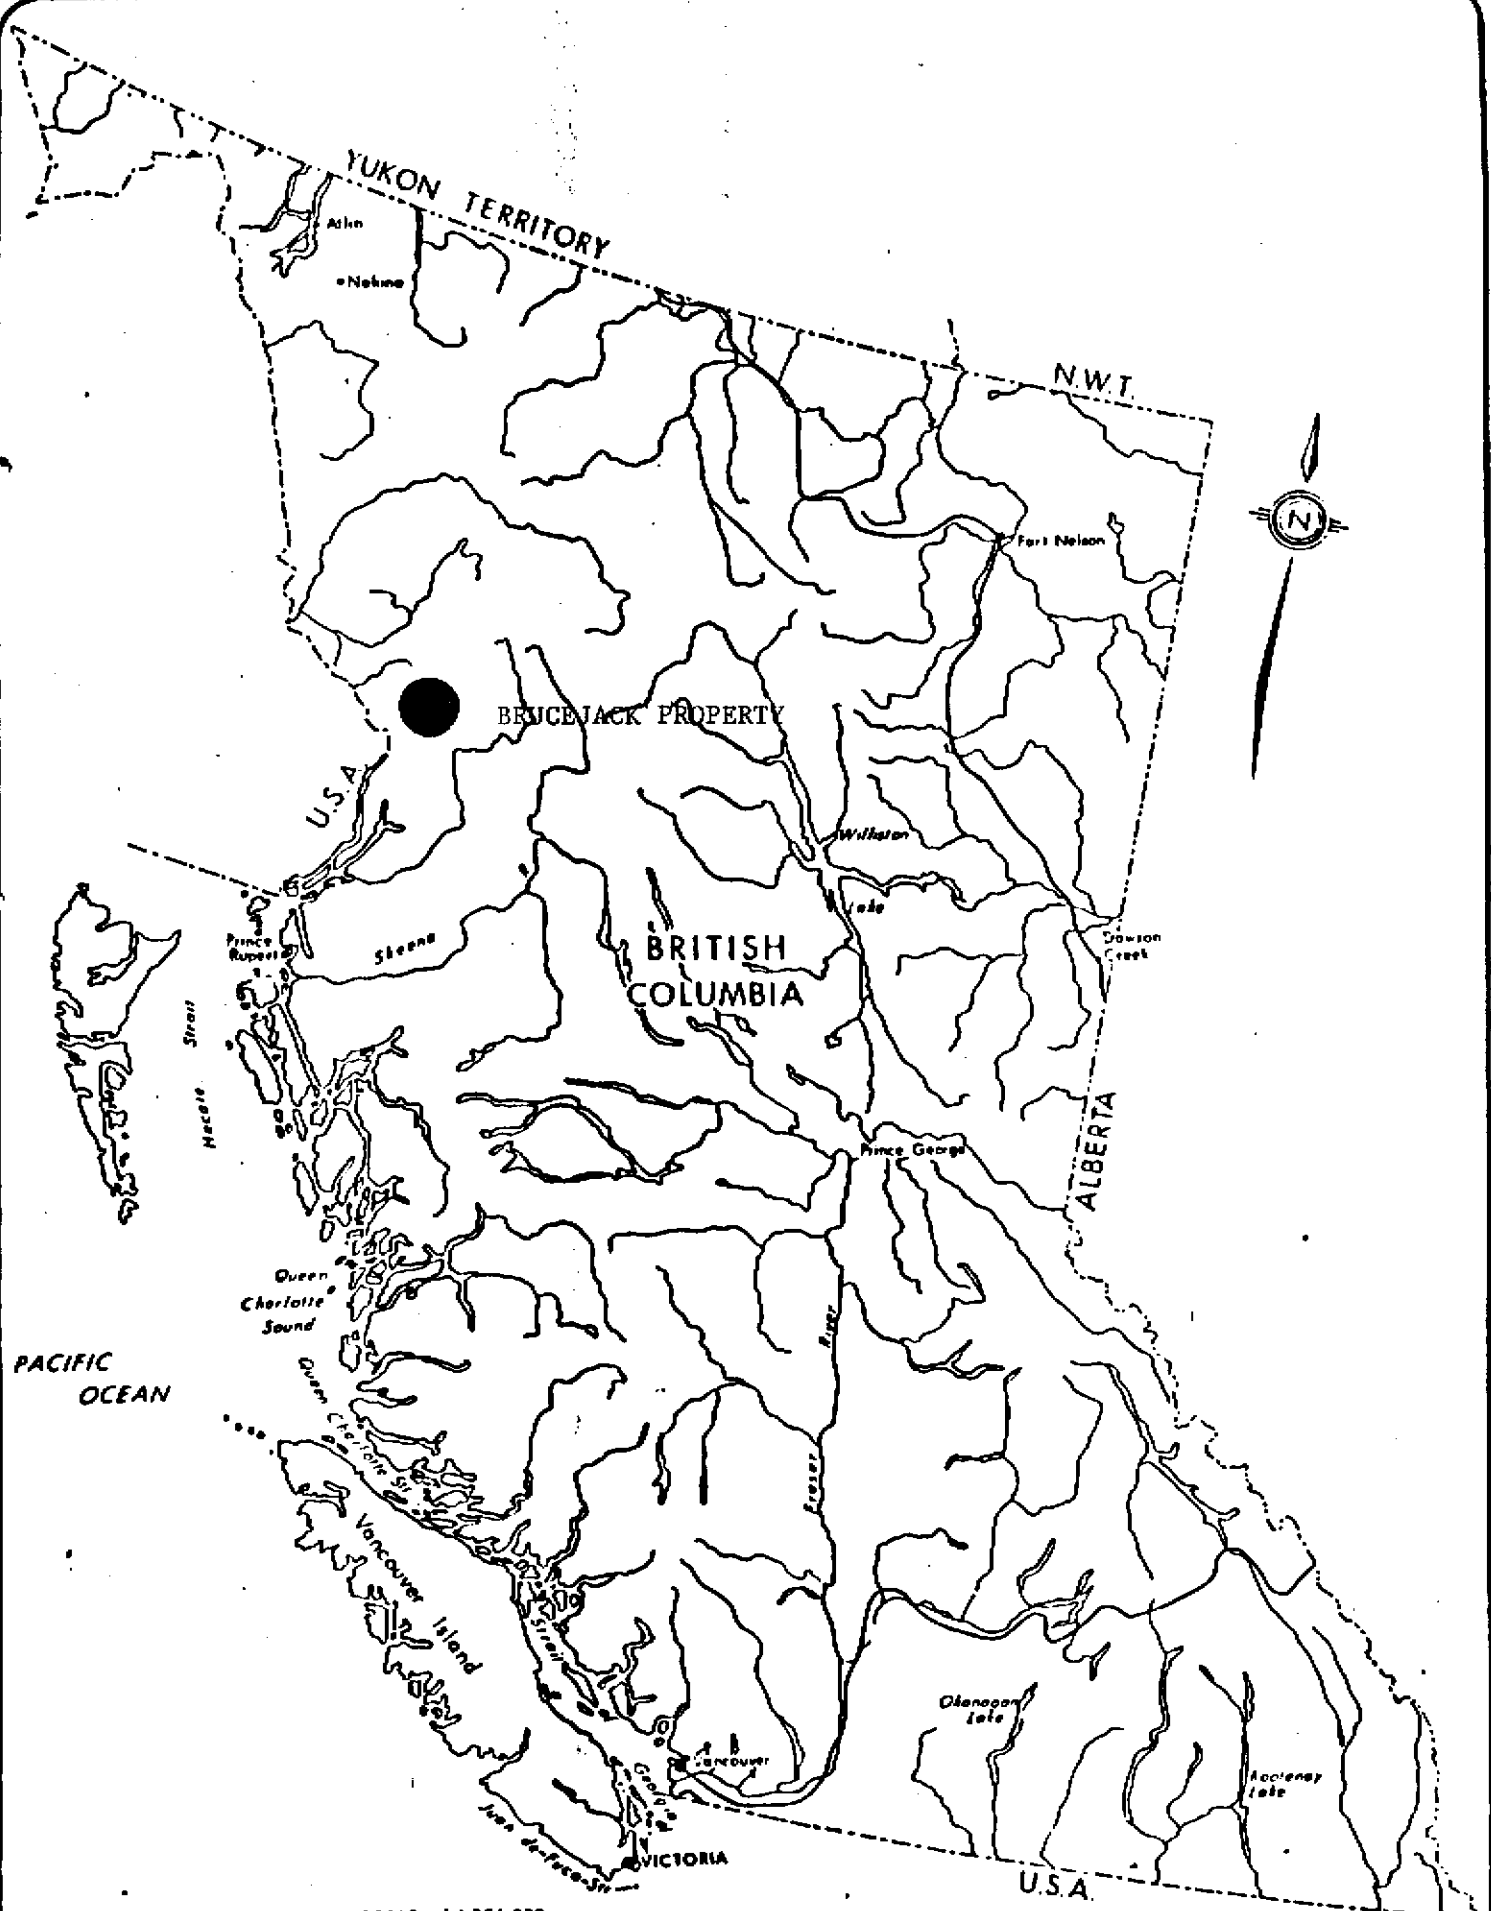 YUKON TERRITORY
Atlin
Nakina
N.W.T.
N
Fort Nelson
BRUCEJACK PROPERTY
U.S.A.
Williston
Lake
Prince
Rupert
Skeena
BRITISH
COLUMBIA
Dawson
Creek
Strait
Hecate
ALBERTA
Prince George
Queen
Charlotte
Sound
River
PACIFIC
OCEAN
Queen Charlotte Str
Fraser
Vancouver Island
Strait
Okanagan
Lake
Vancouver
Georgia
Kootenay
Lake
Juan de-Fuca-Str
VICTORIA
U.S.A.